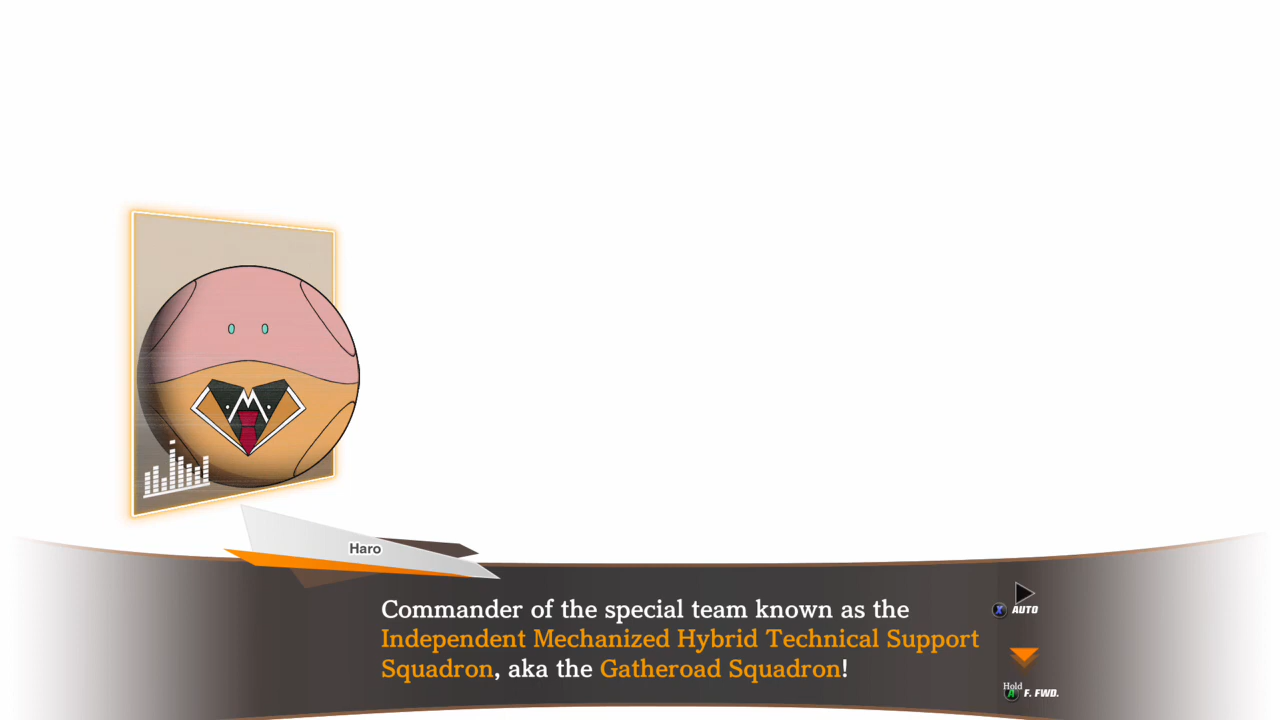 Haro
Commander of the special team known as the
Independent Mechanized Hybrid Technical Support
Squadron, aka the Gatheroad Squadron!
X AUTO
Hold
A F. FWD.